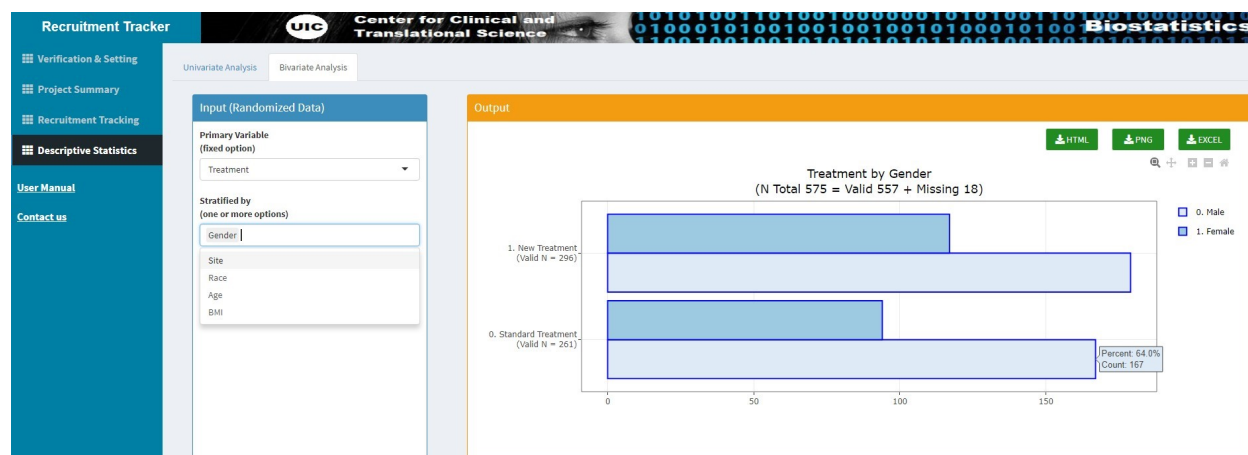 Recruitment Tracker
UIC
Center for Clinical and
Translational Science
Biostatistics
Verification & Setting
Project Summary
Recruitment Tracking
Descriptive Statistics
User Manual
Contact us
Univariate Analysis
Bivariate Analysis
Input (Randomized Data)
Primary Variable
(fixed option)
Treatment
Stratified by
(one or more options)
Gender
Site
Race
Age
BMI
Output
HTML
PNG
EXCEL
Treatment by Gender
(N Total 575 = Valid 557 + Missing 18)
0. Male
1. Female
1. New Treatment
(Valid N = 296)
0. Standard Treatment
(Valid N = 261)
Percent: 64.0%
Count: 167
0
50
100
150